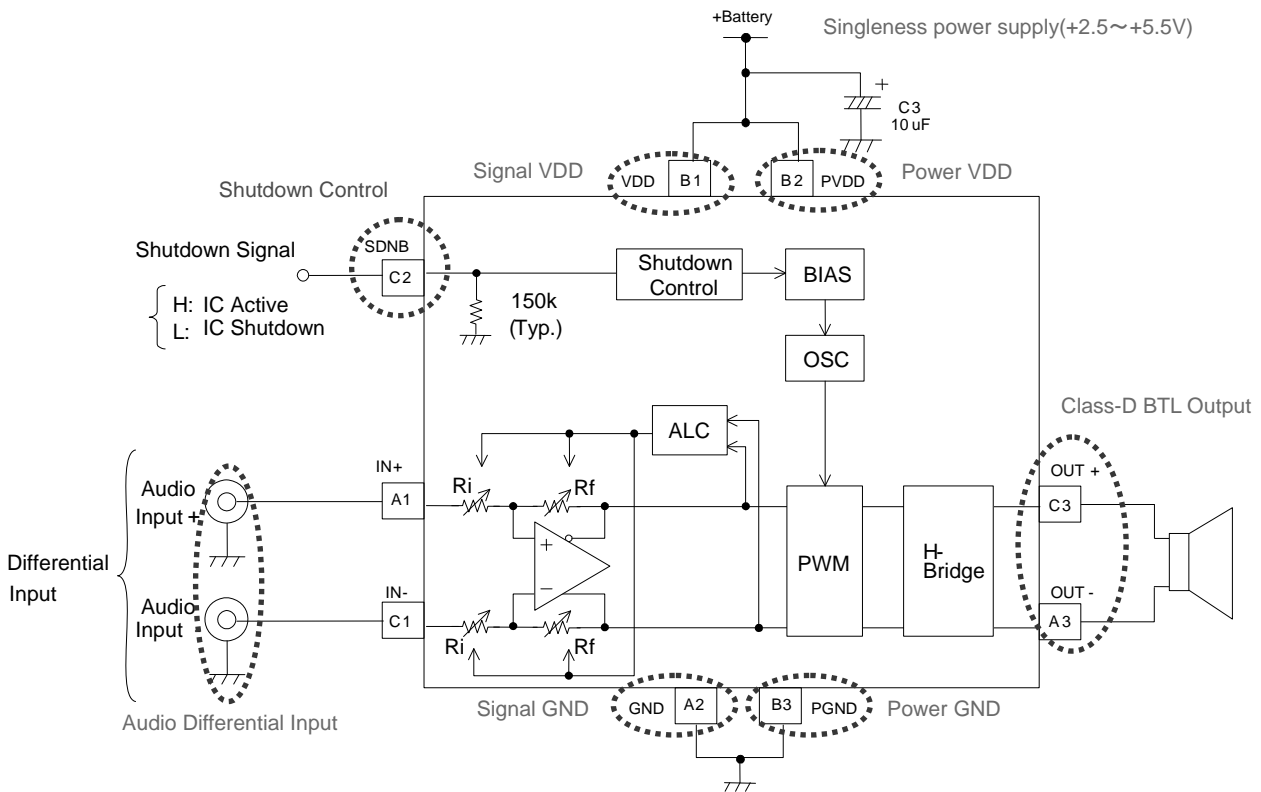 +Battery
Singleness power supply(+2.5～+5.5V)
+
C3
10 uF
Signal VDD
VDD
B1
B2
PVDD
Power VDD
Shutdown Control
Shutdown Signal
SDNB
C2
H: IC Active
L: IC Shutdown
150k
(Typ.)
Shutdown
Control
BIAS
OSC
Class-D BTL Output
ALC
IN+
A1
Ri
Rf
Audio
Input +
OUT +
C3
+
−
PWM
H-
Bridge
Differential
Input
IN-
C1
Ri
Rf
Audio
Input
OUT -
A3
Signal GND
GND
A2
B3
PGND
Power GND
Audio Differential Input